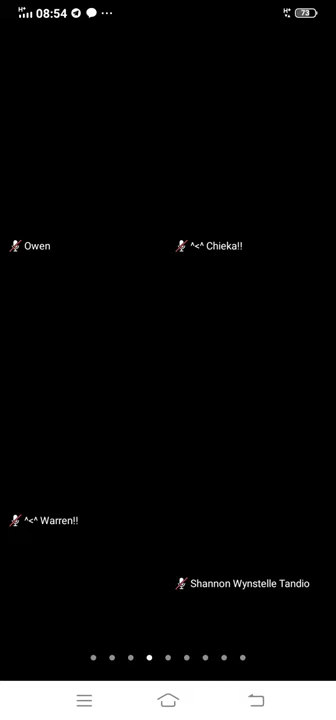 H+ 08:54 ··· H+ 73
Owen
^<^ Chieka!!
^<^ Warren!!
Shannon Wynstelle Tandio